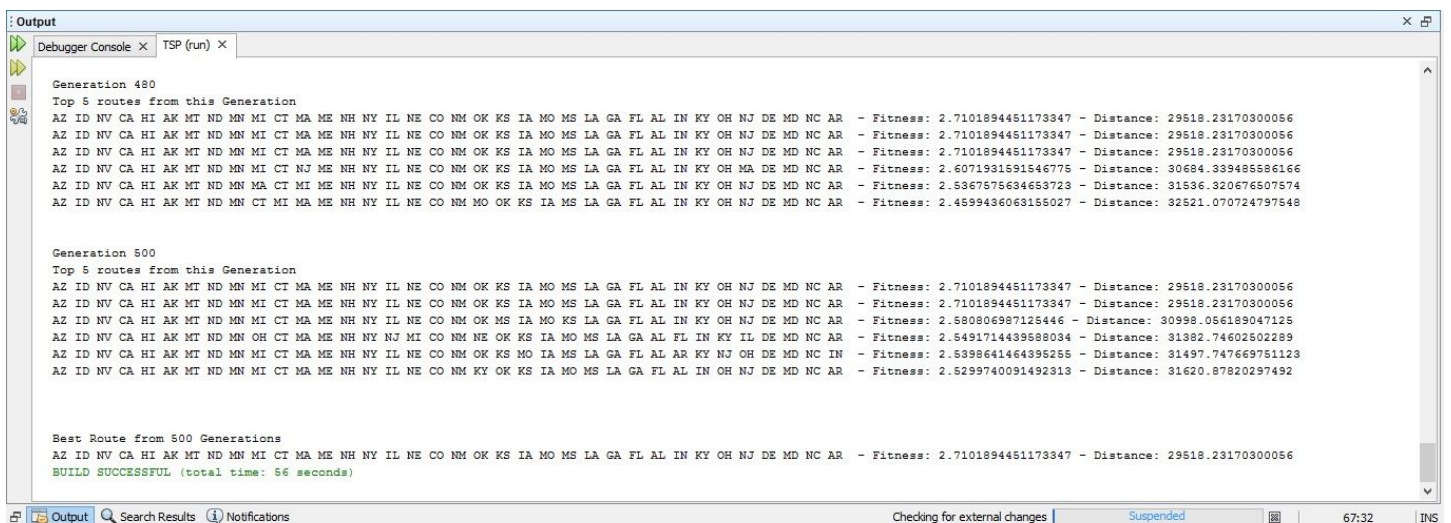 Output
Debugger Console TSP (run)
Generation 480
Top 5 routes from this Generation
AZ ID NV CA HI AK MT ND MN MI CT MA ME NH NY IL NE CO NM OK KS IA MO MS LA GA FL AL IN KY OH NJ DE MD NC AR - Fitness: 2.7101894451173347 - Distance: 29518.23170300056
AZ ID NV CA HI AK MT ND MN MI CT MA ME NH NY IL NE CO NM OK KS IA MO MS LA GA FL AL IN KY OH NJ DE MD NC AR - Fitness: 2.7101894451173347 - Distance: 29518.23170300056
AZ ID NV CA HI AK MT ND MN MI CT MA ME NH NY IL NE CO NM OK KS IA MO MS LA GA FL AL IN KY OH NJ DE MD NC AR - Fitness: 2.7101894451173347 - Distance: 29518.23170300056
AZ ID NV CA HI AK MT ND MN MI CT NJ ME NH NY IL NE CO NM OK KS IA MO MS LA GA FL AL IN KY OH MA DE MD NC AR - Fitness: 2.6071931591546775 - Distance: 30684.339485586166
AZ ID NV CA HI AK MT ND MN MA CT MI ME NH NY IL NE CO NM OK KS IA MO MS LA GA FL AL IN KY OH NJ DE MD NC AR - Fitness: 2.5367575634653723 - Distance: 31536.320676507574
AZ ID NV CA HI AK MT ND MN CT MI MA ME NH NY IL NE CO NM MO OK KS IA MS LA GA FL AL IN KY OH NJ DE MD NC AR - Fitness: 2.4599436063155027 - Distance: 32521.070724797548
Generation 500
Top 5 routes from this Generation
AZ ID NV CA HI AK MT ND MN MI CT MA ME NH NY IL NE CO NM OK KS IA MO MS LA GA FL AL IN KY OH NJ DE MD NC AR - Fitness: 2.7101894451173347 - Distance: 29518.23170300056
AZ ID NV CA HI AK MT ND MN MI CT MA ME NH NY IL NE CO NM OK KS IA MO MS LA GA FL AL IN KY OH NJ DE MD NC AR - Fitness: 2.7101894451173347 - Distance: 29518.23170300056
AZ ID NV CA HI AK MT ND MN MI CT MA ME NH NY IL NE CO NM OK MS IA MO KS LA GA FL AL IN KY OH NJ DE MD NC AR - Fitness: 2.580806987125446 - Distance: 30998.056189047125
AZ ID NV CA HI AK MT ND MN OH CT MA ME NH NY NJ MI CO NM NE OK KS IA MO MS LA GA AL FL IN KY IL DE MD NC AR - Fitness: 2.5491714439588034 - Distance: 31382.74602502289
AZ ID NV CA HI AK MT ND MN MI CT MA ME NH NY IL NE CO NM OK KS MO IA MS LA GA FL AL AR KY NJ OH DE MD NC IN - Fitness: 2.5398641464395255 - Distance: 31497.747669751123
AZ ID NV CA HI AK MT ND MN MI CT MA ME NH NY IL NE CO NM KY OK KS IA MO MS LA GA FL AL IN OH NJ DE MD NC AR - Fitness: 2.5299740091492313 - Distance: 31620.87820297492
Best Route from 500 Generations
AZ ID NV CA HI AK MT ND MN MI CT MA ME NH NY IL NE CO NM OK KS IA MO MS LA GA FL AL IN KY OH NJ DE MD NC AR - Fitness: 2.7101894451173347 - Distance: 29518.23170300056
BUILD SUCCESSFUL (total time: 56 seconds)
Output Search Results Notifications Checking for external changes Suspended 67:32 INS